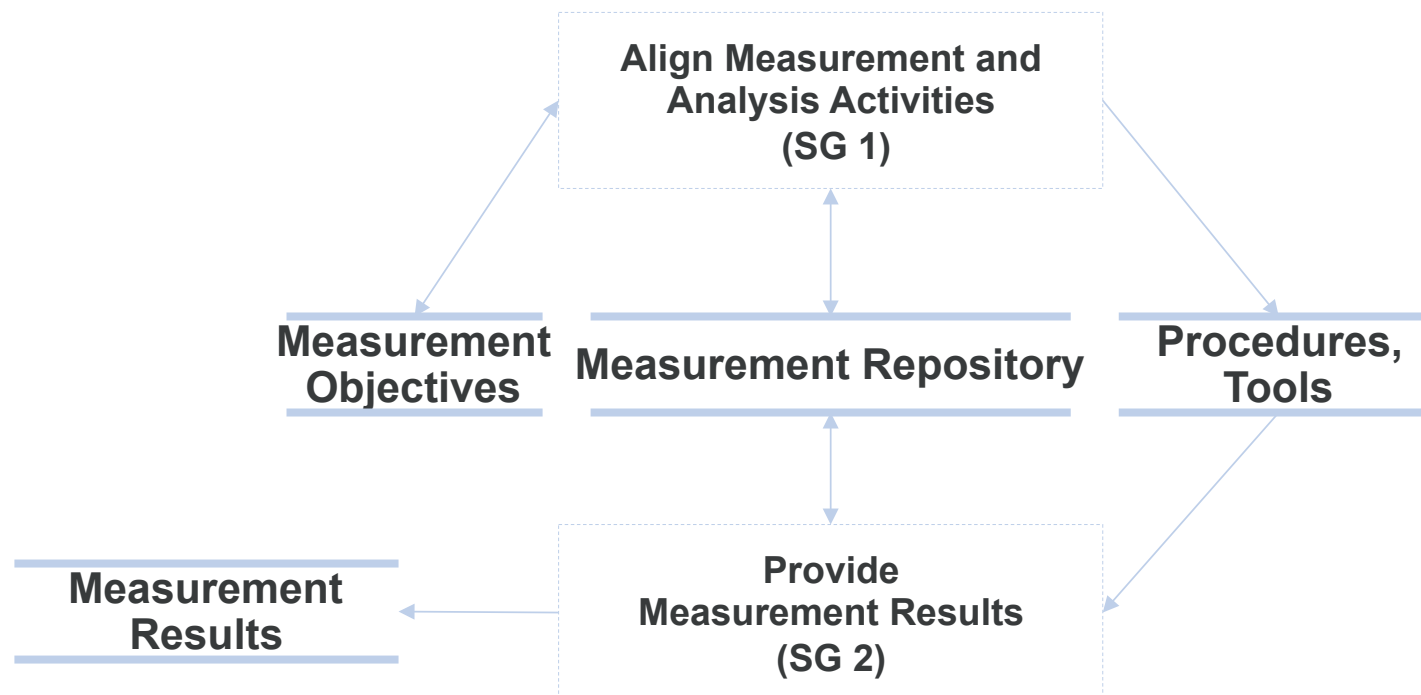 Align Measurement and
Analysis Activities
(SG 1)
Measurement
Objectives
Measurement Repository
Procedures,
Tools
Measurement
Results
Provide
Measurement Results
(SG 2)